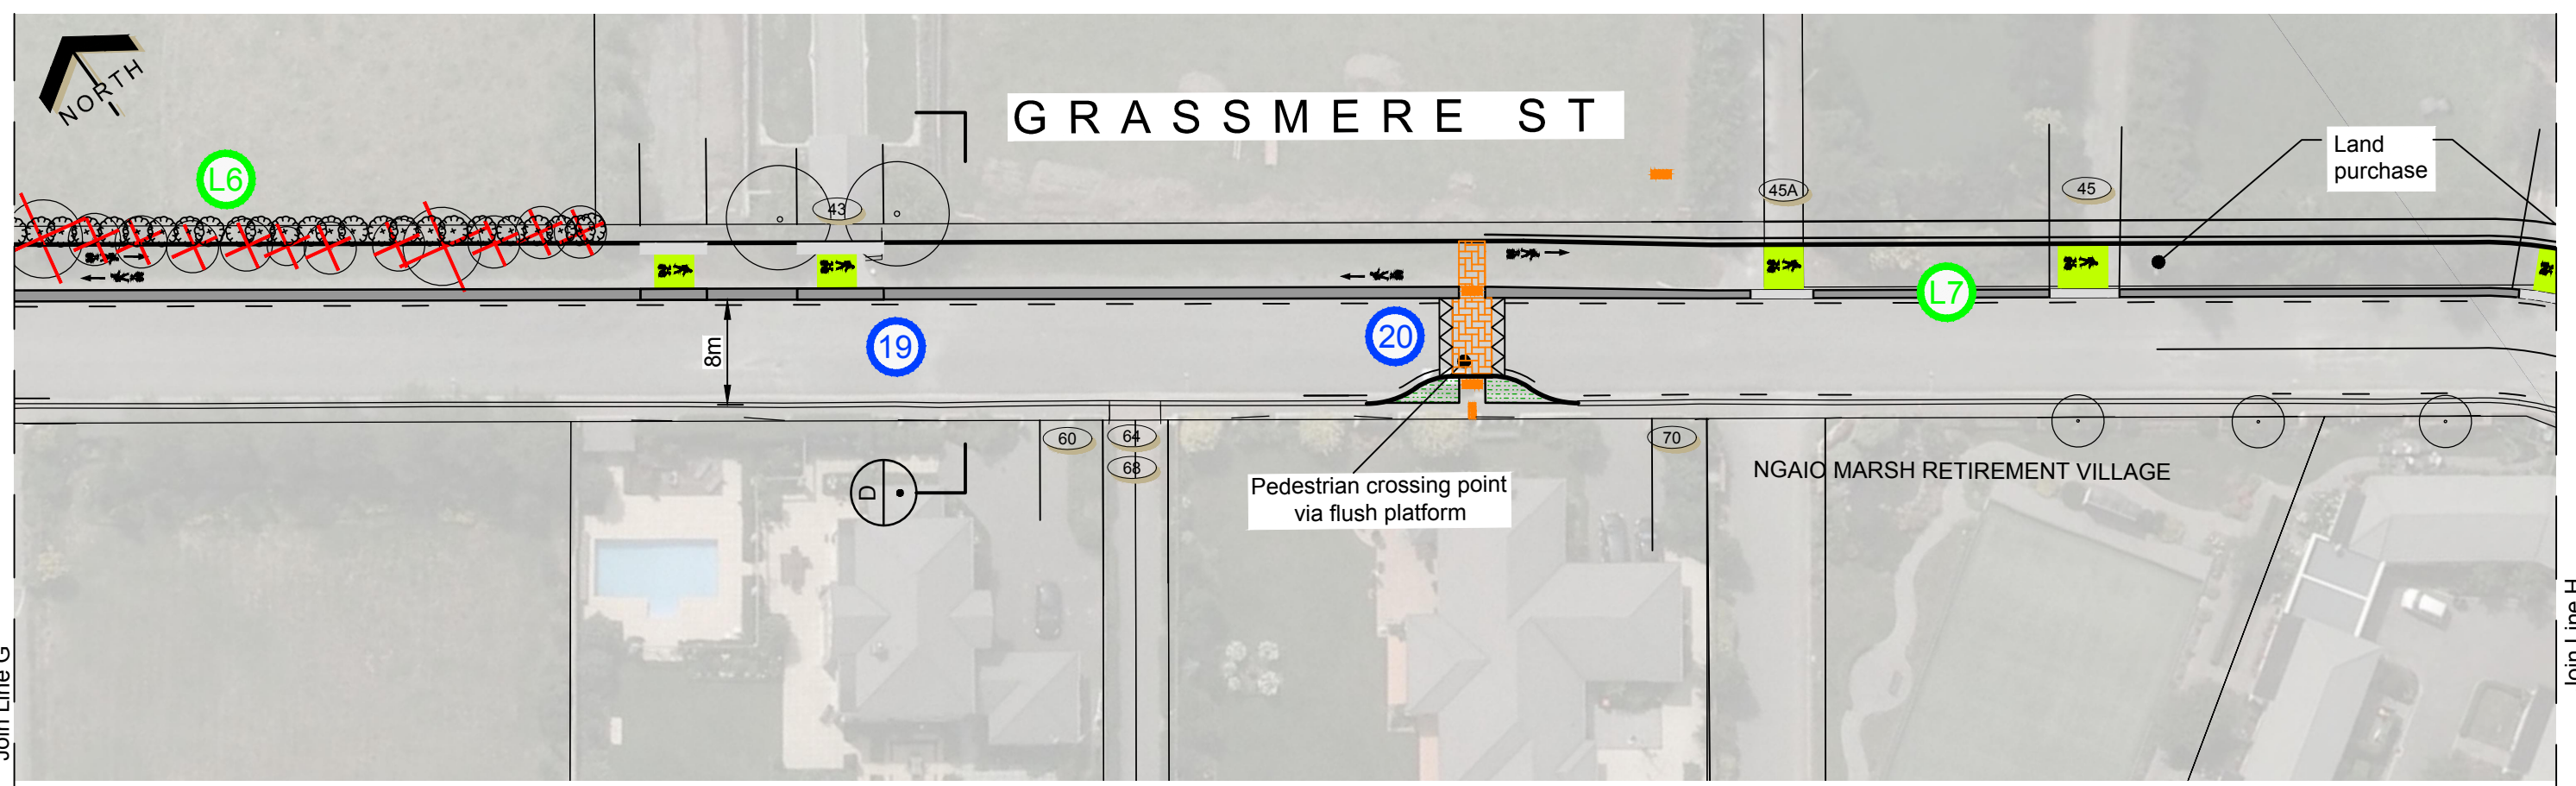 NORTH
GRASSMERE ST
L6
43
45A
45
Land
purchase
L7
8m
19
20
60
64
68
70
D
NGAIO MARSH RETIREMENT VILLAGE
Pedestrian crossing point
via flush platform
Join Line G
Join Line H